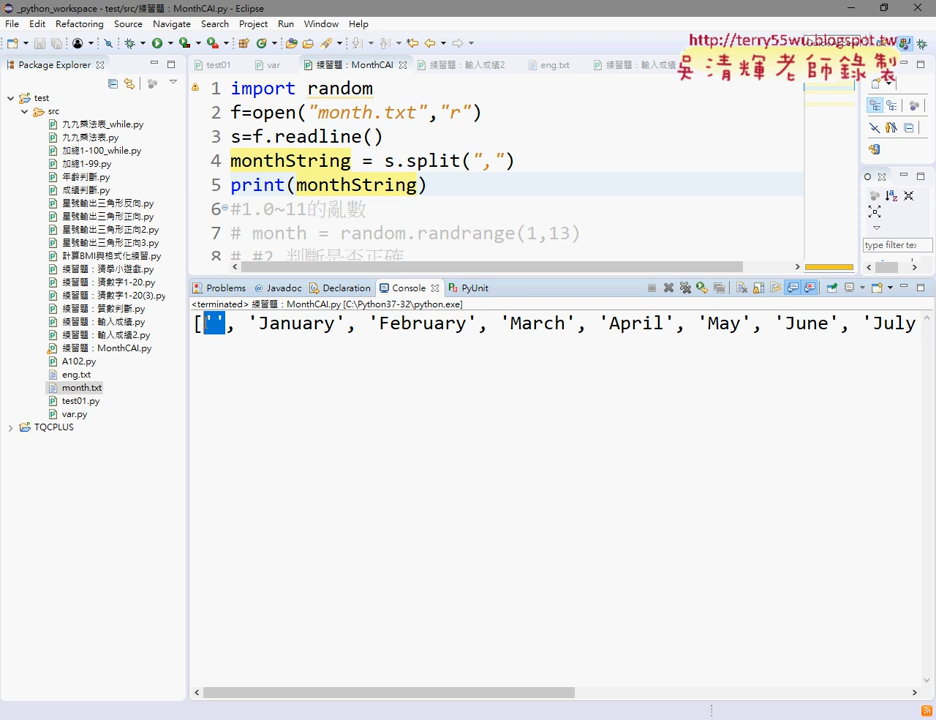 _python_workspace - test/src/練習題：MonthCAI.py - Eclipse
File Edit Refactoring Source Navigate Search Project Run Window Help
http://terry55wu.blogspot.tw
吳清輝老師錄製
Package Explorer
test01
var
練習題：MonthCAI
練習題：輸入成績2
eng.txt
練習題：輸入成績
test
src
九九乘法表_while.py
九九乘法表.py
加總1-100_while.py
加總1-99.py
年齡判斷.py
成績判斷.py
星號輸出三角形反向.py
星號輸出三角形正向.py
星號輸出三角形正向2.py
星號輸出三角形正向3.py
計算BMI與格式化練習.py
練習題：猜學小遊戲.py
練習題：猜數字1-20.py
練習題：猜數字1-20(3).py
練習題：質數判斷.py
練習題：輸入成績.py
練習題：輸入成績2.py
練習題：MonthCAI.py
A102.py
eng.txt
month.txt
test01.py
var.py
TQCPLUS
1 import random
2 f=open("month.txt","r")
3 s=f.readline()
4 monthString = s.split(",")
5 print(monthString)
6 #1.0~11的亂數
7 # month = random.randrange(1,13)
8 # #2.判斷是否正確
type filter tex
Problems Javadoc Declaration Console PyUnit
<terminated> 練習題：MonthCAI.py [C:\Python37-32\python.exe]
['', 'January', 'February', 'March', 'April', 'May', 'June', 'July